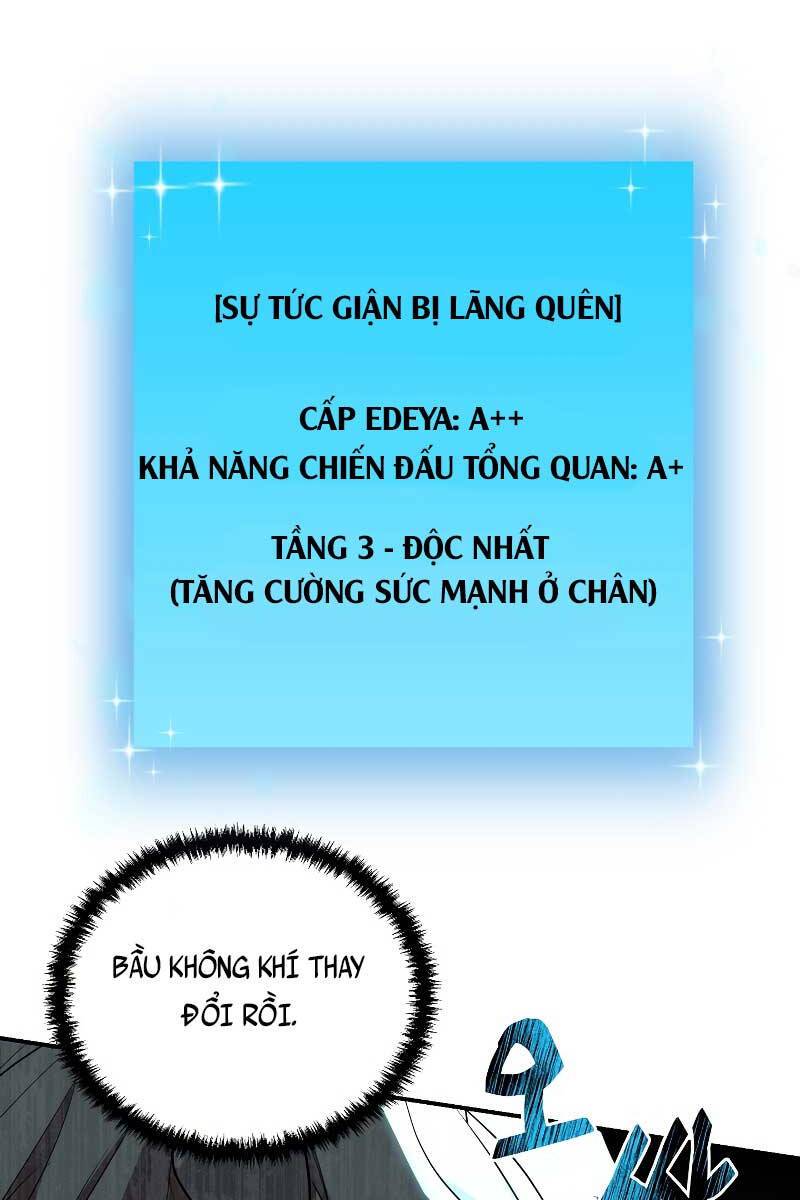 [SỰ TỨC GIẬN BỊ LÃNG QUÊN]
CẤP EDEYA: A++
KHẢ NĂNG CHIẾN ĐẤU TỔNG QUAN: A+
TẦNG 3 - ĐỘC NHẤT
(TĂNG CƯỜNG SỨC MẠNH Ở CHÂN)
BẦU KHÔNG KHÍ THAY
ĐỔI RỒI.